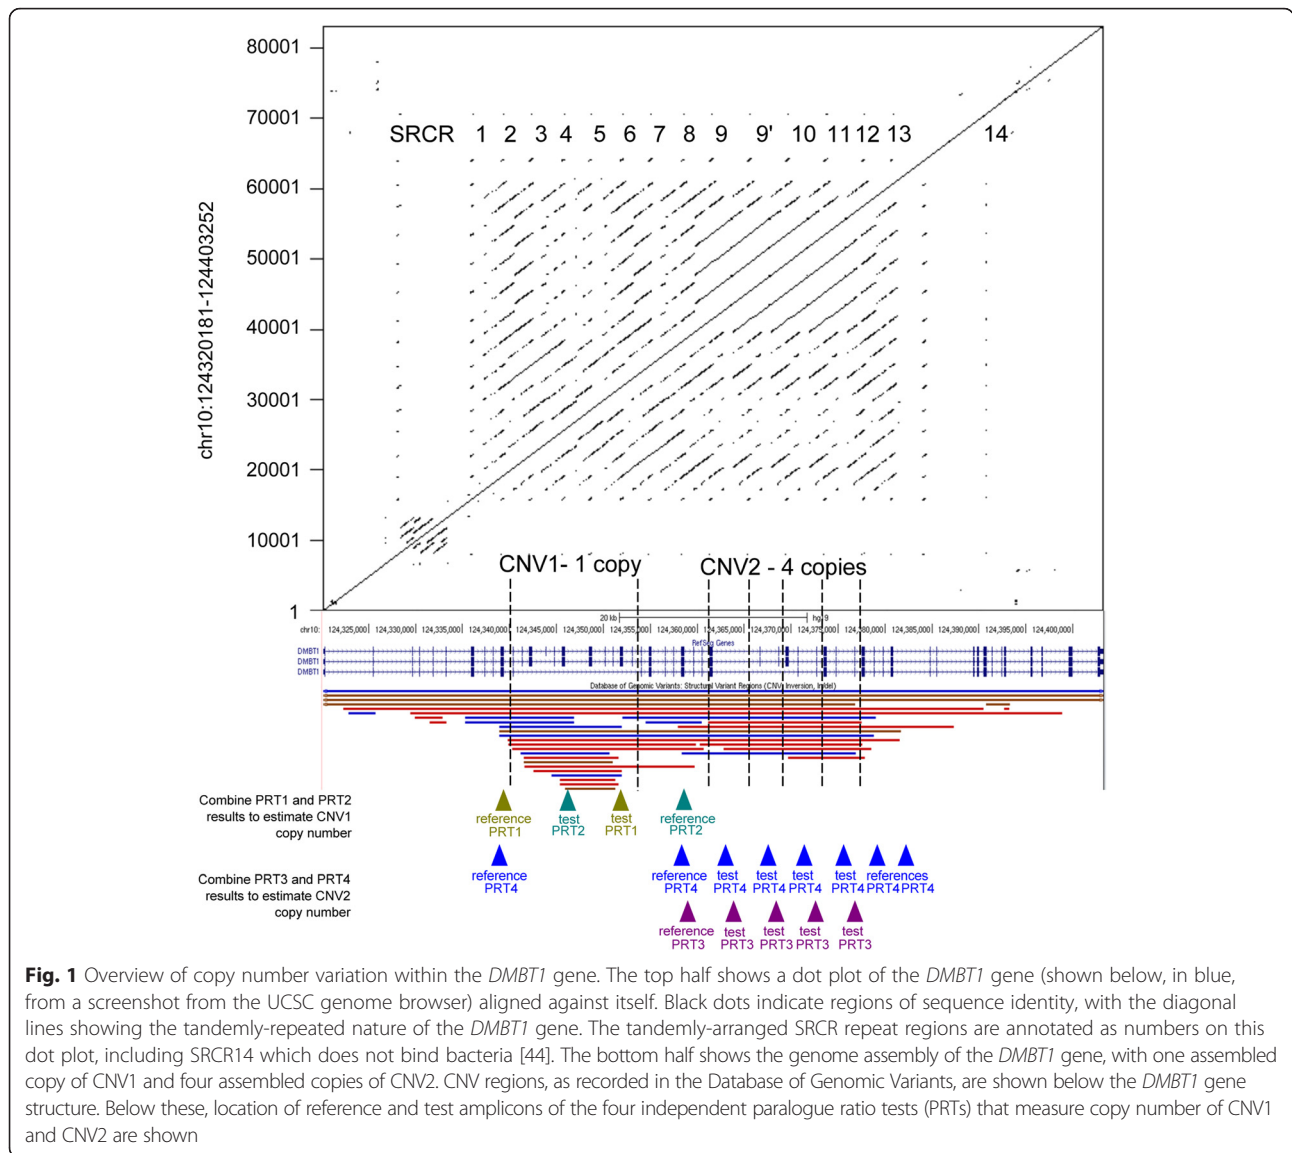 80001
70001
SRCR 1 2 3 4 5 6 7 8 9 9' 10 11 12 13 14
60001
chr10:124320181-124403252
50001
40001
30001
20001
10001
CNV1- 1 copy
CNV2 - 4 copies
1
20 kb hg19
chr10: 124,325,000 124,330,000 124,335,000 124,340,000 124,345,000 124,350,000 124,355,000 124,360,000 124,365,000 124,370,000 124,375,000 124,380,000 124,385,000 124,390,000 124,395,000 124,400,000
RefSeq Genes
DMBT1
DMBT1
DMBT1
Database of Genomic Variants: Structural Variant Regions (CNV, Inversion, In/del)
Combine PRT1 and PRT2
results to estimate CNV1
copy number
reference test test reference
PRT1 PRT2 PRT1 PRT2
Combine PRT3 and PRT4
results to estimate CNV2
copy number
reference reference test test test test references
PRT4 PRT4 PRT4 PRT4 PRT4 PRT4 PRT4 PRT4
reference test test test test
PRT3 PRT3 PRT3 PRT3 PRT3
Fig. 1 Overview of copy number variation within the DMBT1 gene. The top half shows a dot plot of the DMBT1 gene (shown below, in blue,
from a screenshot from the UCSC genome browser) aligned against itself. Black dots indicate regions of sequence identity, with the diagonal
lines showing the tandemly-repeated nature of the DMBT1 gene. The tandemly-arranged SRCR repeat regions are annotated as numbers on this
dot plot, including SRCR14 which does not bind bacteria [44]. The bottom half shows the genome assembly of the DMBT1 gene, with one assembled
copy of CNV1 and four assembled copies of CNV2. CNV regions, as recorded in the Database of Genomic Variants, are shown below the DMBT1 gene
structure. Below these, location of reference and test amplicons of the four independent paralogue ratio tests (PRTs) that measure copy number of CNV1
and CNV2 are shown